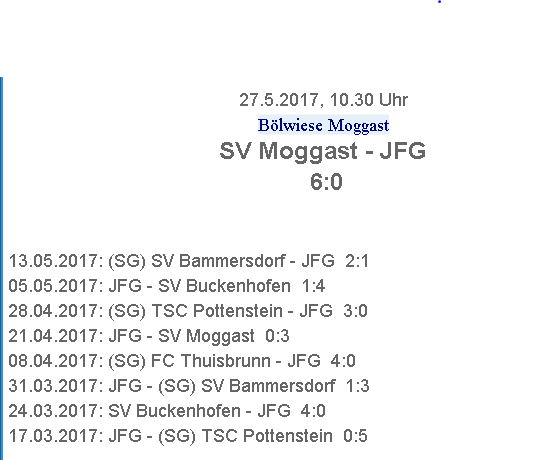 27.5.2017, 10.30 Uhr
Bölwiese Moggast
SV Moggast - JFG
6:0
13.05.2017: (SG) SV Bammersdorf - JFG  2:1
05.05.2017: JFG - SV Buckenhofen  1:4
28.04.2017: (SG) TSC Pottenstein - JFG  3:0
21.04.2017: JFG - SV Moggast  0:3
08.04.2017: (SG) FC Thuisbrunn - JFG  4:0
31.03.2017: JFG - (SG) SV Bammersdorf  1:3
24.03.2017: SV Buckenhofen - JFG  4:0
17.03.2017: JFG - (SG) TSC Pottenstein  0:5